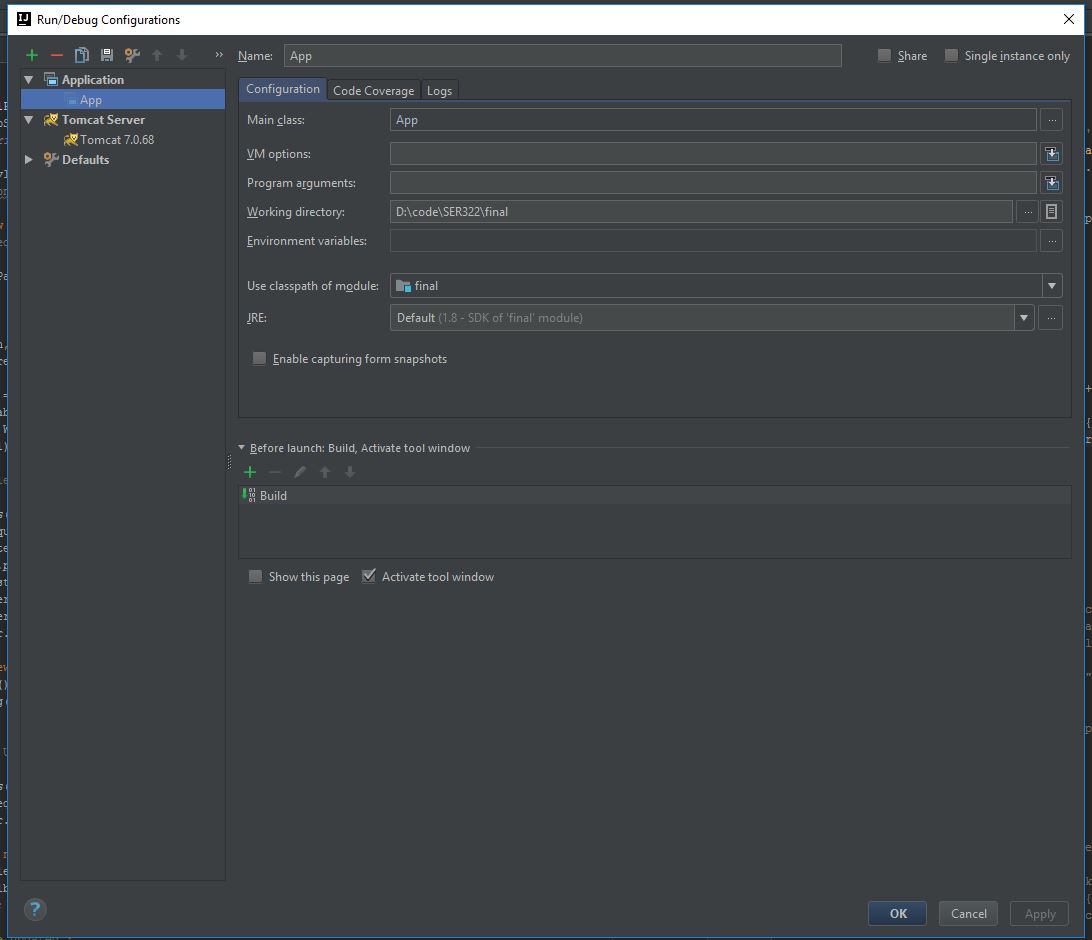 IJ Run/Debug Configurations
Name: App Share Single instance only
Application
App
Tomcat Server
Tomcat 7.0.68
Defaults
Configuration Code Coverage Logs
Main class: App ...
VM options:
Program arguments:
Working directory: D:\code\SER322\final ...
Environment variables: ...
Use classpath of module: final
JRE: Default (1.8 - SDK of 'final' module) ...
Enable capturing form snapshots
Before launch: Build, Activate tool window
Build
Show this page Activate tool window
? OK Cancel Apply